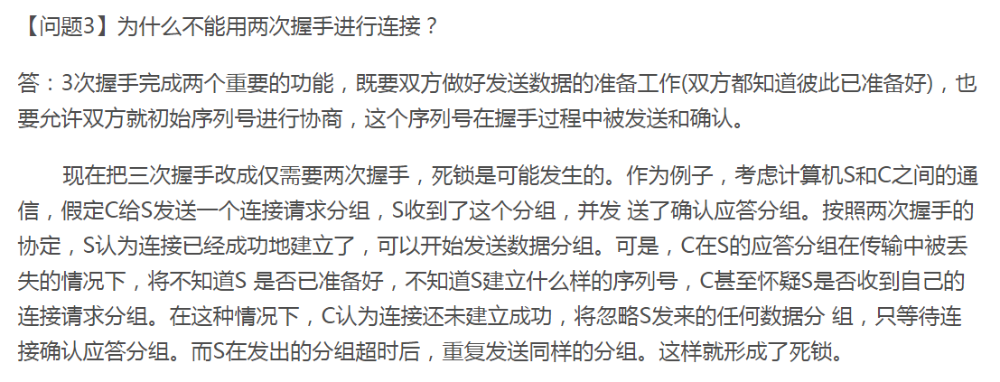 【问题3】为什么不能用两次握手进行连接？
答：3次握手完成两个重要的功能，既要双方做好发送数据的准备工作(双方都知道彼此已准备好)，也
要允许双方就初始序列号进行协商，这个序列号在握手过程中被发送和确认。
现在把三次握手改成仅需要两次握手，死锁是可能发生的。作为例子，考虑计算机S和C之间的通
信，假定C给S发送一个连接请求分组，S收到了这个分组，并发 送了确认应答分组。按照两次握手的
协定，S认为连接已经成功地建立了，可以开始发送数据分组。可是，C在S的应答分组在传输中被丢
失的情况下，将不知道S 是否已准备好，不知道S建立什么样的序列号，C甚至怀疑S是否收到自己的
连接请求分组。在这种情况下，C认为连接还未建立成功，将忽略S发来的任何数据分 组，只等待连
接确认应答分组。而S在发出的分组超时后，重复发送同样的分组。这样就形成了死锁。